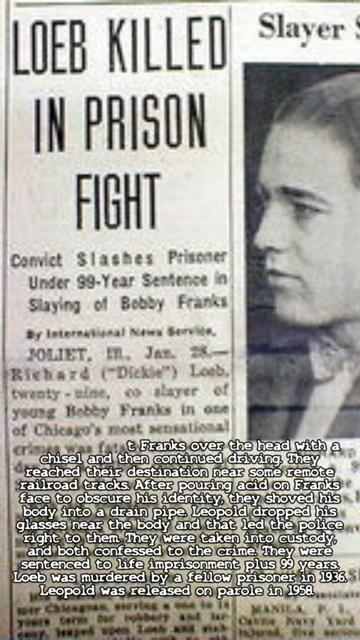 LOEB KILLED
IN PRISON
FIGHT
Convict Slashes Prisoner
Under 99-Year Sentence in
Slaying of Bobby Franks
By International News Service.
JOLIET, Ill., Jan. 28.—
Richard ("Dickie") Loeb,
twenty-nine, co slayer of
young Bobby Franks in one
of Chicago's most sensational
Slayer
t Franks over the head with a
chisel and then continued driving. They
reached their destination near some remote
railroad tracks. After pouring acid on Franks
face to obscure his identity, they shoved his
body into a drain pipe. Leopold dropped his
glasses near the body and that led the police
right to them. They were taken into custody,
and both confessed to the crime. They were
sentenced to life imprisonment plus 99 years.
Loeb was murdered by a fellow prisoner in 1936.
Leopold was released on parole in 1958.
MANILA, P. I.,